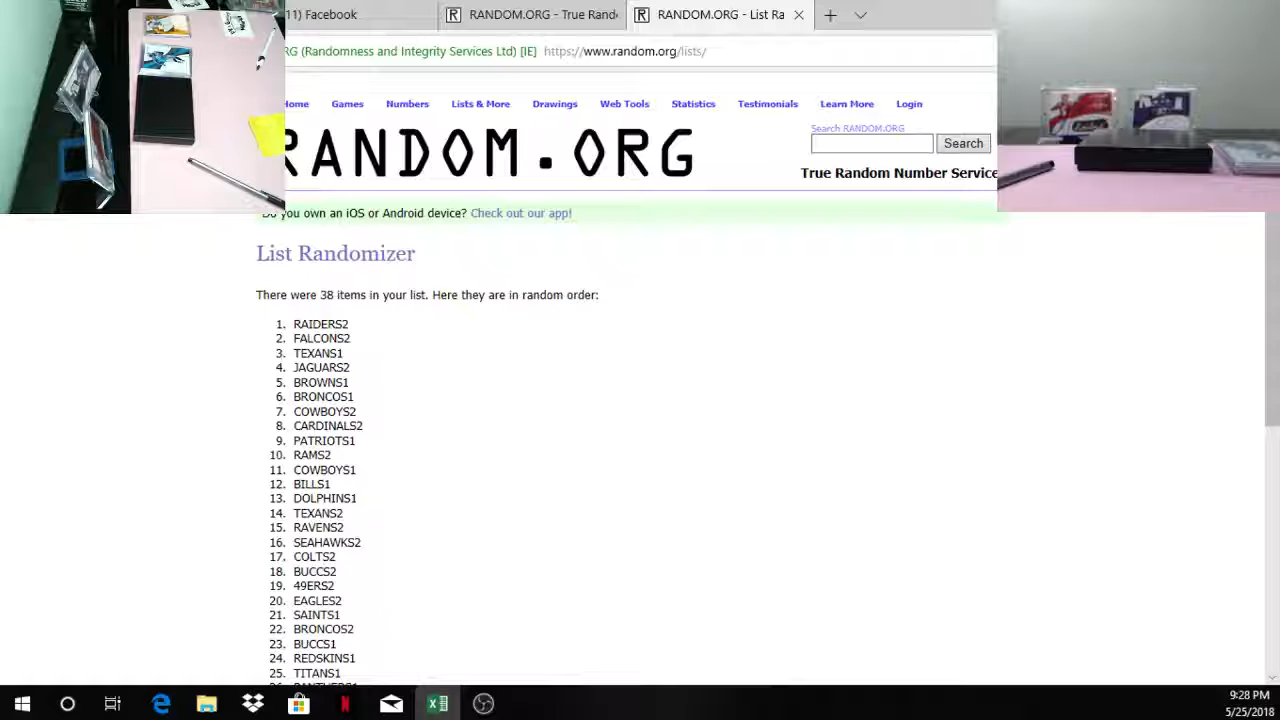 11) Facebook
RANDOM.ORG - True Rand
RANDOM.ORG - List Ra
RG (Randomness and Integrity Services Ltd) [IE] https://www.random.org/lists/
Home Games Numbers Lists & More Drawings Web Tools Statistics Testimonials Learn More Login
RANDOM.ORG
Search RANDOM.ORG
Search
True Random Number Service
Do you own an iOS or Android device? Check out our app!
List Randomizer
There were 38 items in your list. Here they are in random order:
1. RAIDERS2
2. FALCONS2
3. TEXANS1
4. JAGUARS2
5. BROWNS1
6. BRONCOS1
7. COWBOYS2
8. CARDINALS2
9. PATRIOTS1
10. RAMS2
11. COWBOYS1
12. BILLS1
13. DOLPHINS1
14. TEXANS2
15. RAVENS2
16. SEAHAWKS2
17. COLTS2
18. BUCCS2
19. 49ERS2
20. EAGLES2
21. SAINTS1
22. BRONCOS2
23. BUCCS1
24. REDSKINS1
25. TITANS1
26. PANTHERS1
9:28 PM
5/25/2018